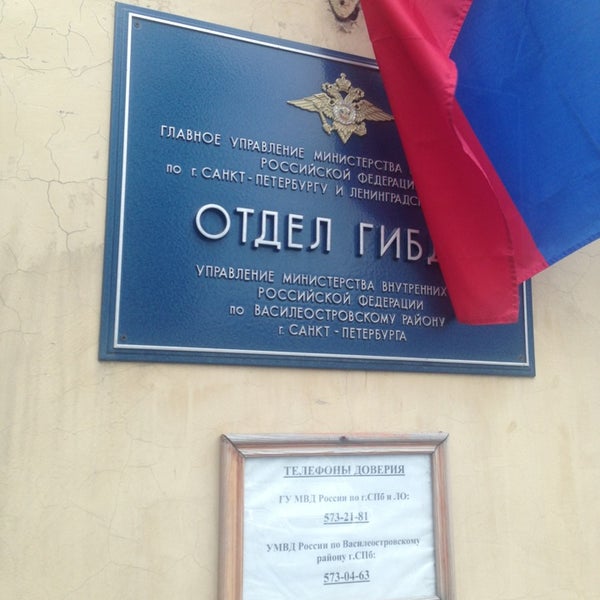 ГЛАВНОЕ УПРАВЛЕНИЕ МИНИСТЕРСТВА
РОССИЙСКОЙ ФЕДЕРАЦИ
ПО г. САНКТ-ПЕТЕРБУРГУ И ЛЕНИНГРАДС
ОТДЕЛ ГИБД
УПРАВЛЕНИЕ МИНИСТЕРСТВА ВНУТРЕННИХ
РОССИЙСКОЙ ФЕДЕРАЦИИ
ПО ВАСИЛЕОСТРОВСКОМУ РАЙОНУ
г. САНКТ-ПЕТЕРБУРГА
ТЕЛЕФОНЫ ДОВЕРИЯ
ГУ МВД России по г.СПб и ЛО:
573-21-81
УМВД России по Василеостровскому
району г.СПб:
573-04-63